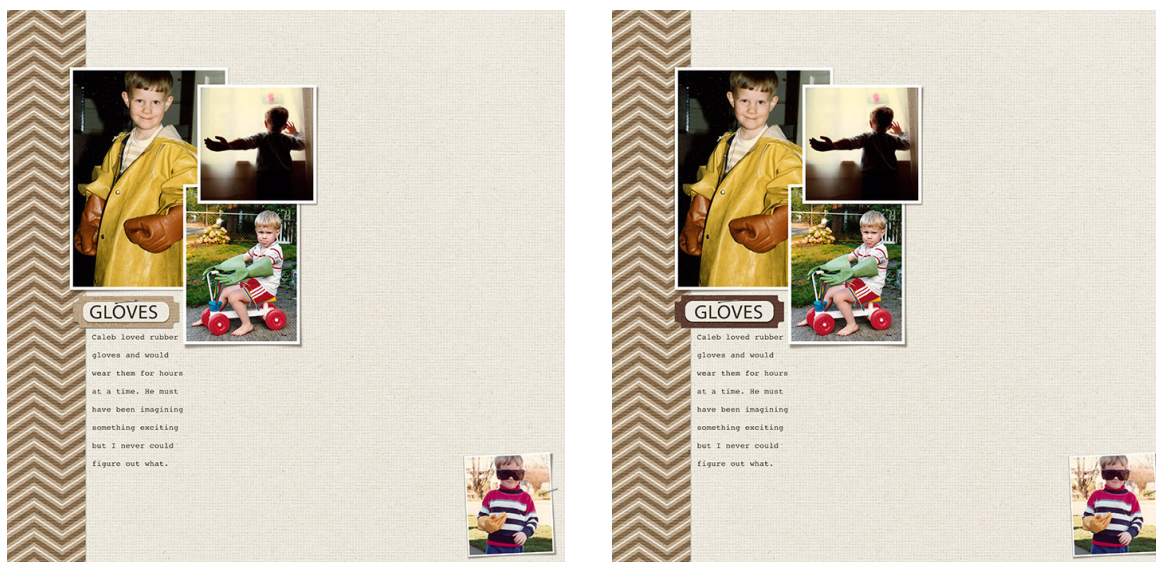 GLOVES
Caleb loved rubber
gloves and would
wear them for hours
at a time. He must
have been imagining
something exciting
but I never could
figure out what.
GLOVES
Caleb loved rubber
gloves and would
wear them for hours
at a time. He must
have been imagining
something exciting
but I never could
figure out what.